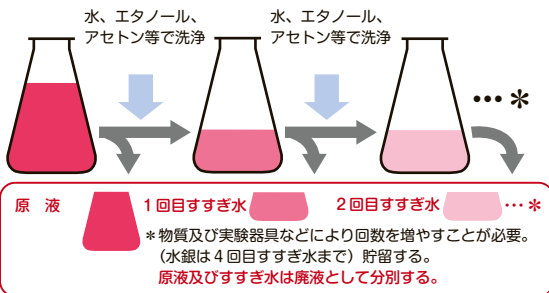 水、エタノール、
アセトン等で洗浄
水、エタノール、
アセトン等で洗浄
…＊
原　液
1回目すすぎ水
2回目すすぎ水
…＊
＊物質及び実験器具などにより回数を増やすことが必要。
（水銀は４回目すすぎ水まで）貯留する。
原液及びすすぎ水は廃液として分別する。